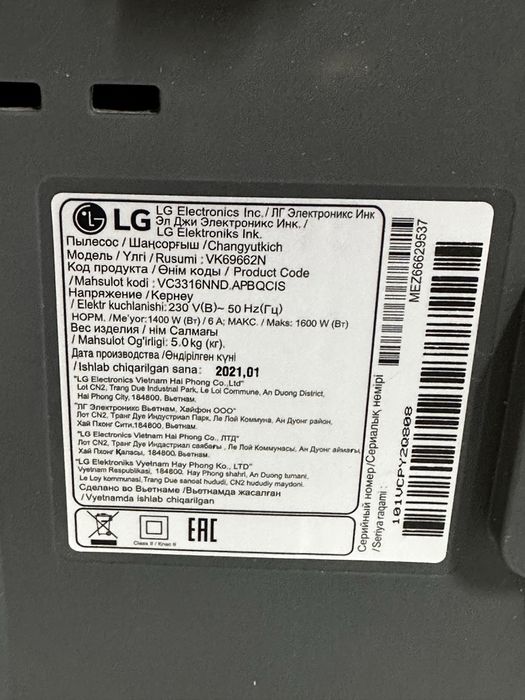 LG
LG Electronics Inc./ ЛГ Электроникс Инк
Эл Джи Электроникс Инк. /
LG Elektroniks Ink.
Пылесос / Шаңсорғыш /Changyutkich
Модель / Үлгі / Rusumi : VK69662N
Код продукта / Өнім коды / Product Code
/ Mahsulot kodi : VC3316NND.APBQCIS
Напряжение / Кернеу
/ Elektr kuchlanishi: 230 V(В)~ 50 Hz(Гц)
НОРМ. /Me'yor:1400 W (Вт) / 6 A; МАКС. / Maks: 1600 W (Вт)
Вес изделия / нім Салмағы
/ Mahsulot Og'irligi: 5.0 kg (кг).
Дата производства /Өндірілген күні
/ Ishlab chiqarilgan sana: 2021,01
"LG Electronics Vietnam Hai Phong Co.,Ltd"
Lot CN2, Trang Due Industrial Park, Le Loi Commune, An Duong District,
Hai Phong City, 184800, Вьетнам.
"ЛГ Электроникс Вьетнам, Хайфон ООО"
Лот CN2, Транг Дуе Индустриал Парк, Ле Лой Коммуна, Ан Дуонг район,
Хай Пхонг Сити,184800, Вьетнам.
"LG Electronics Vietnam Hai Phong Co., ЛТД"
Лот CN2, Транг Дуе Индастриал саябағы , Ле Лой Коммунасы, Ан Дуонг аймағы,
Хай Пхонг Қаласы, 184800, Вьетнам.
"LG Elektroniks Vyetnam Hay Phong Co., LTD"
Vyetnam Respublikasi, 184800, Hay Phong shahri, An Duong tumani,
Le Loy kommunasi, Trang Due sanoat hududi, CN2 hududiy maydoni.
Сделано во Вьетнаме /Вьетнамда жасалған
/ Vyetnamda ishlab chiqarilgan
Class II / Класс II
EAC
MEZ66629537
Серийный номер/Сериалық нөмірі
/Seriya raqami :
101VCPY2Q808